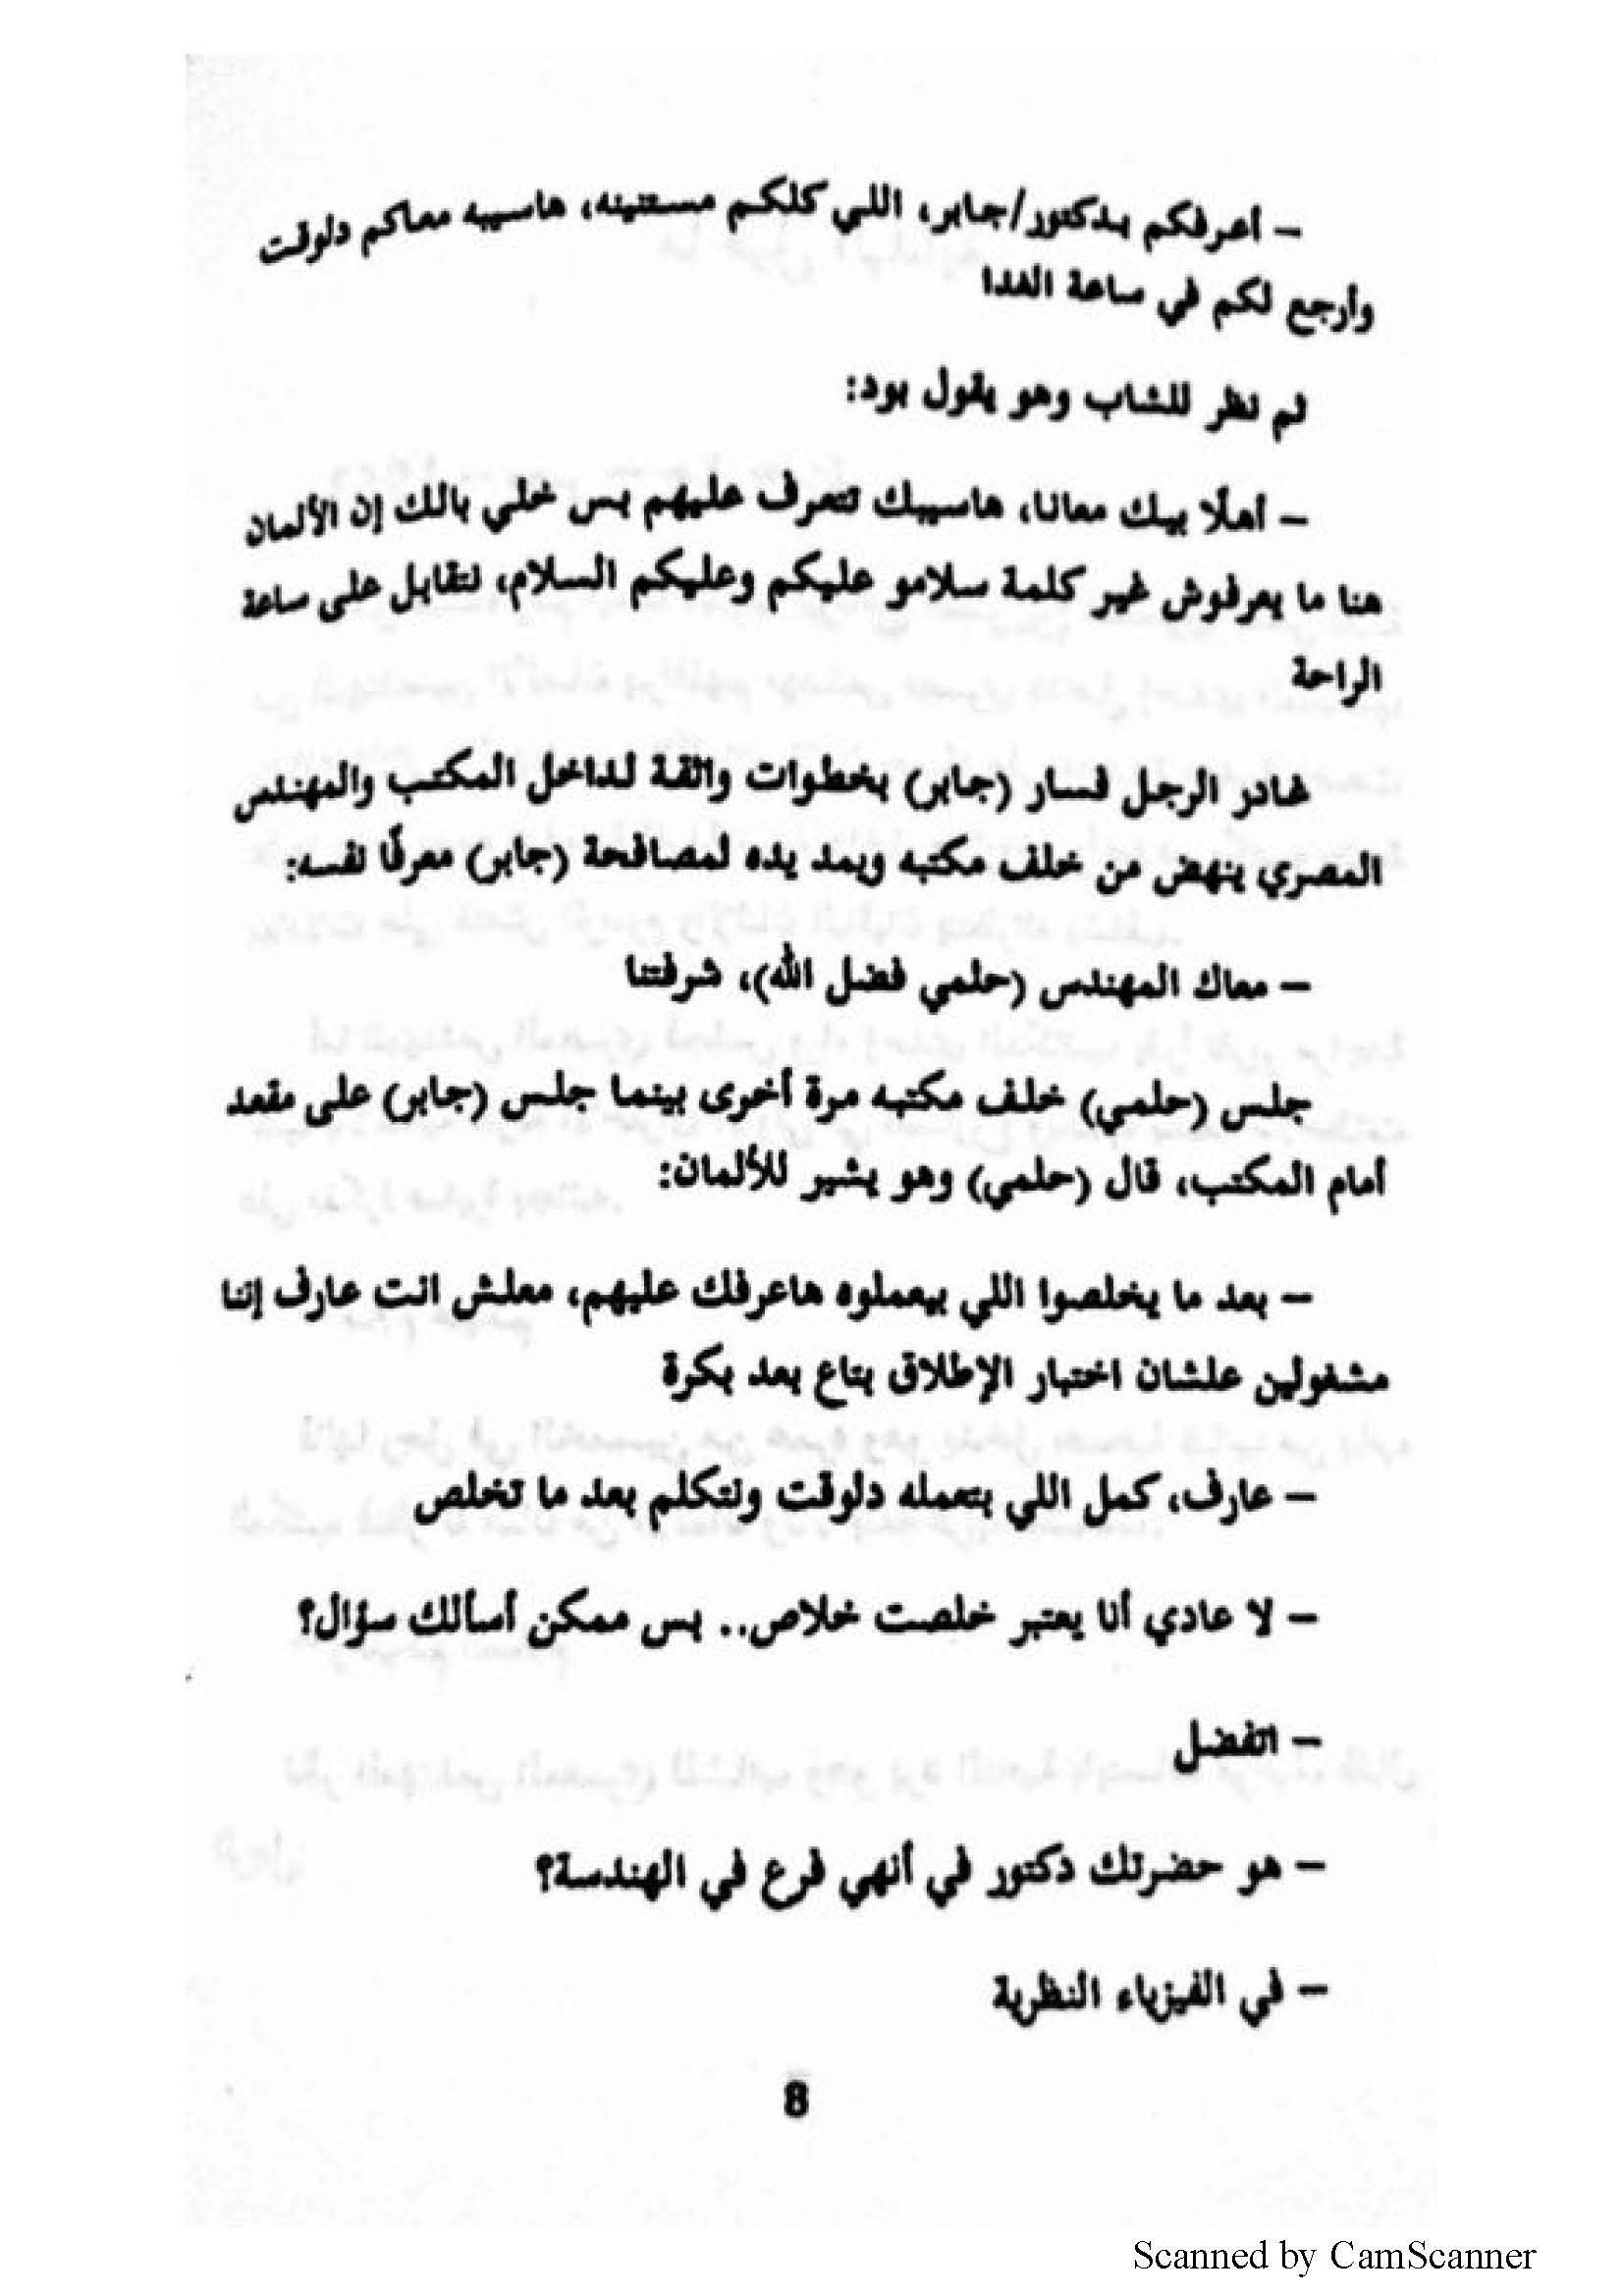 – أعرفكم بدكتور/جابر، اللي كلكم مستنينه، هاسيبه معاكم دلوقت
وأرجع لكم في ساعة الغدا
ثم نظر للشاب وهو يقول بود:
– أهلًا بيك معانا، هاسيبك تتعرف عليهم بس خلي بالك إن الألمان
هنا ما يعرفوش غير كلمة سلامو عليكم وعليكم السلام، نتقابل على ساعة
الراحة
غادر الرجل فسار (جابر) بخطوات واثقة لداخل المكتب والمهندس
المصري ينهض من خلف مكتبه ويمد يده لمصافحة (جابر) معرفًا نفسه:
– معاك المهندس (حلمي فضل الله)، شرفتنا
جلس (حلمي) خلف مكتبه مرة أخرى بينما جلس (جابر) على مقعد
أمام المكتب، قال (حلمي) وهو يشير للألمان:
– بعد ما يخلصوا اللي بيعملوه هاعرفك عليهم، معلش انت عارف إننا
مشغولين علشان اختبار الإطلاق بتاع بعد بكرة
– عارف، كمل اللي بتعمله دلوقت ونتكلم بعد ما تخلص
– لا عادي أنا يعتبر خلصت خلاص.. بس ممكن أسألك سؤال؟
– اتفضل
– هو حضرتك دكتور في أنهي فرع في الهندسة؟
– في الفيزياء النظرية
8
Scanned by CamScanner